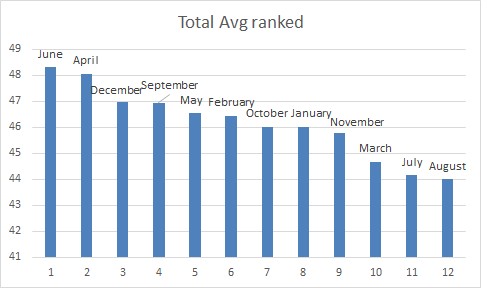 Total Avg ranked
49
48
47
46
45
44
43
42
41
June
April
December
September
May
February
October
January
November
March
July
August
1 2 3 4 5 6 7 8 9 10 11 12